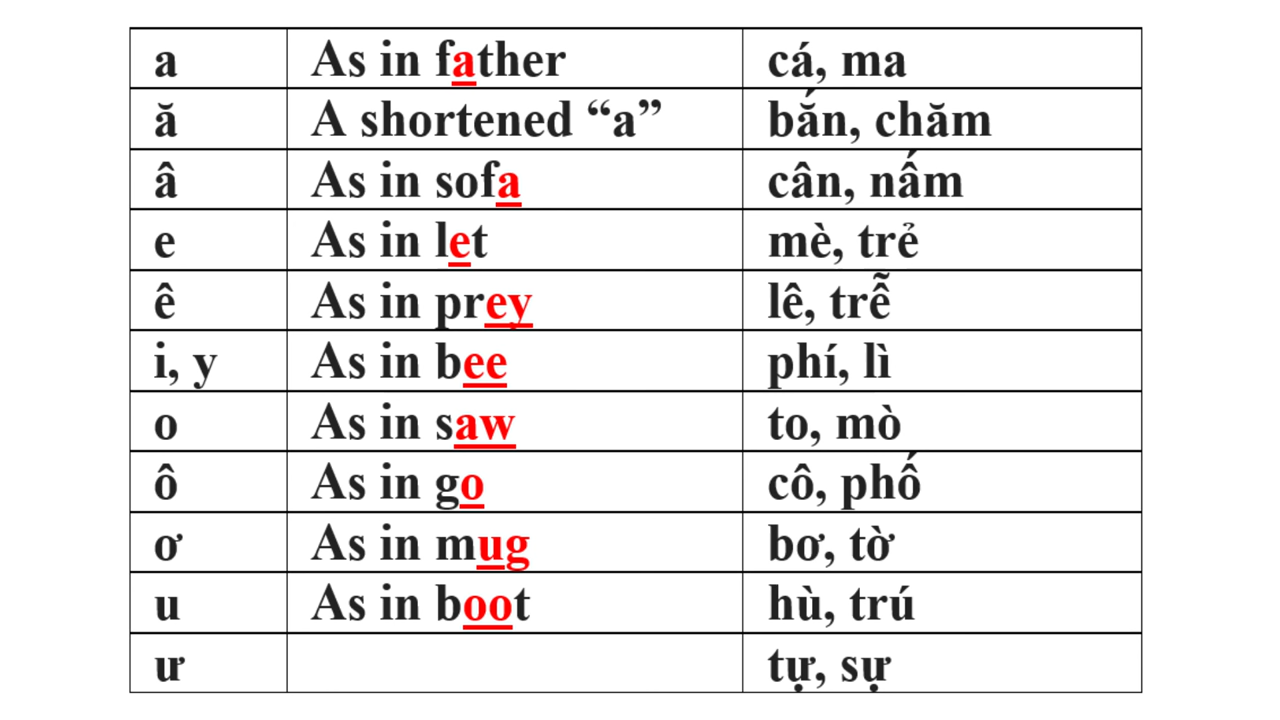 a As in father cá, ma
ă A shortened “a” bắn, chăm
â As in sofa cân, nấm
e As in let mè, trẻ
ê As in prey lê, trễ
i, y As in bee phí, lì
o As in saw to, mò
ô As in go cô, phố
ơ As in mug bơ, tờ
u As in boot hù, trú
ư tự, sự